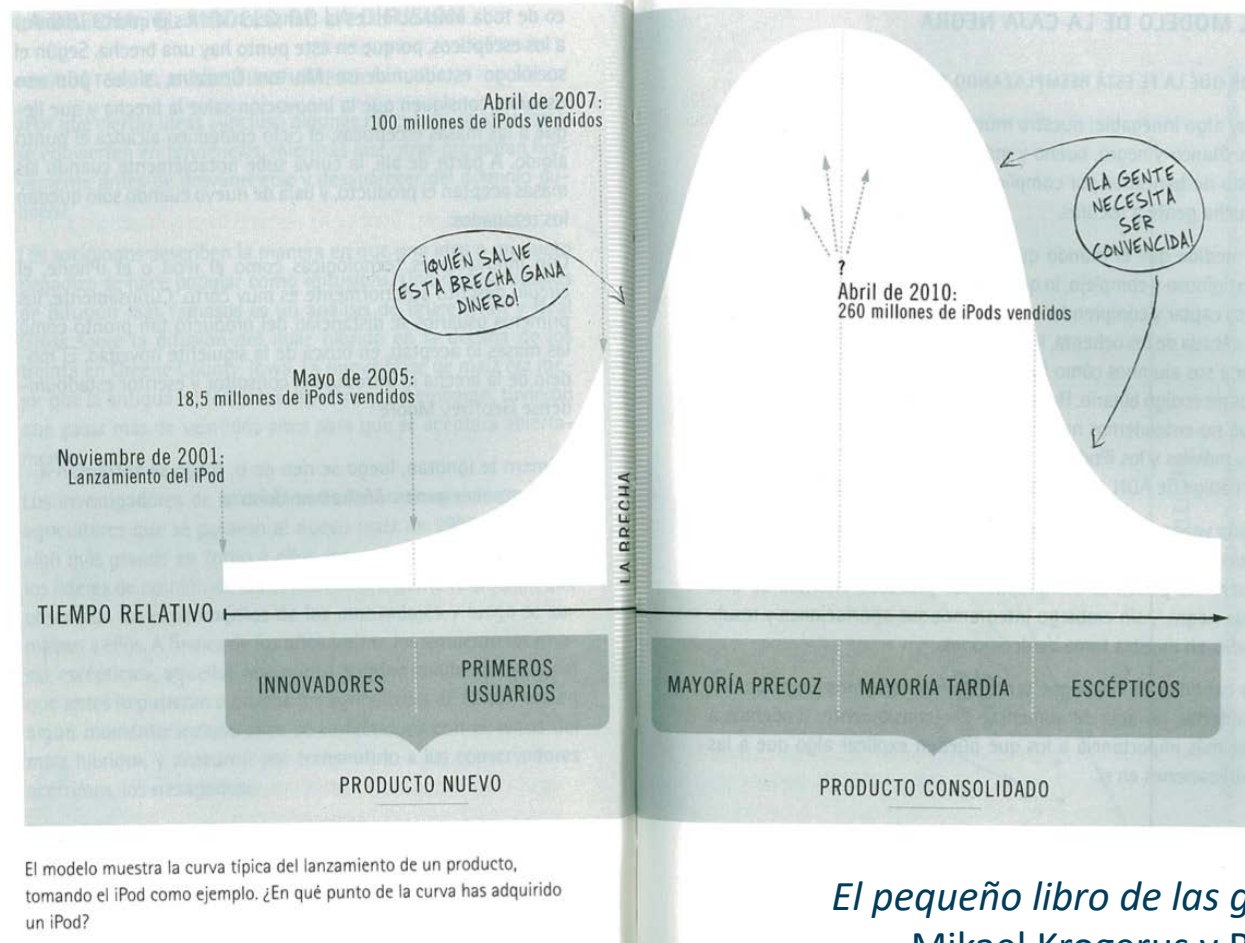 Abril de 2007:
100 millones de iPods vendidos
¡QUIÉN SALVE
ESTA BRECHA GANA
DINERO!
Mayo de 2005:
18,5 millones de iPods vendidos
Noviembre de 2001:
Lanzamiento del iPod
LA BRECHA
¡LA GENTE
NECESITA
SER
CONVENCIDA!
?
Abril de 2010:
260 millones de iPods vendidos
TIEMPO RELATIVO
INNOVADORES
PRIMEROS
USUARIOS
MAYORÍA PRECOZ
MAYORÍA TARDÍA
ESCÉPTICOS
PRODUCTO NUEVO
PRODUCTO CONSOLIDADO
El modelo muestra la curva típica del lanzamiento de un producto,
tomando el iPod como ejemplo. ¿En qué punto de la curva has adquirido
un iPod?
El pequeño libro de las g
Mikael Krogerus y